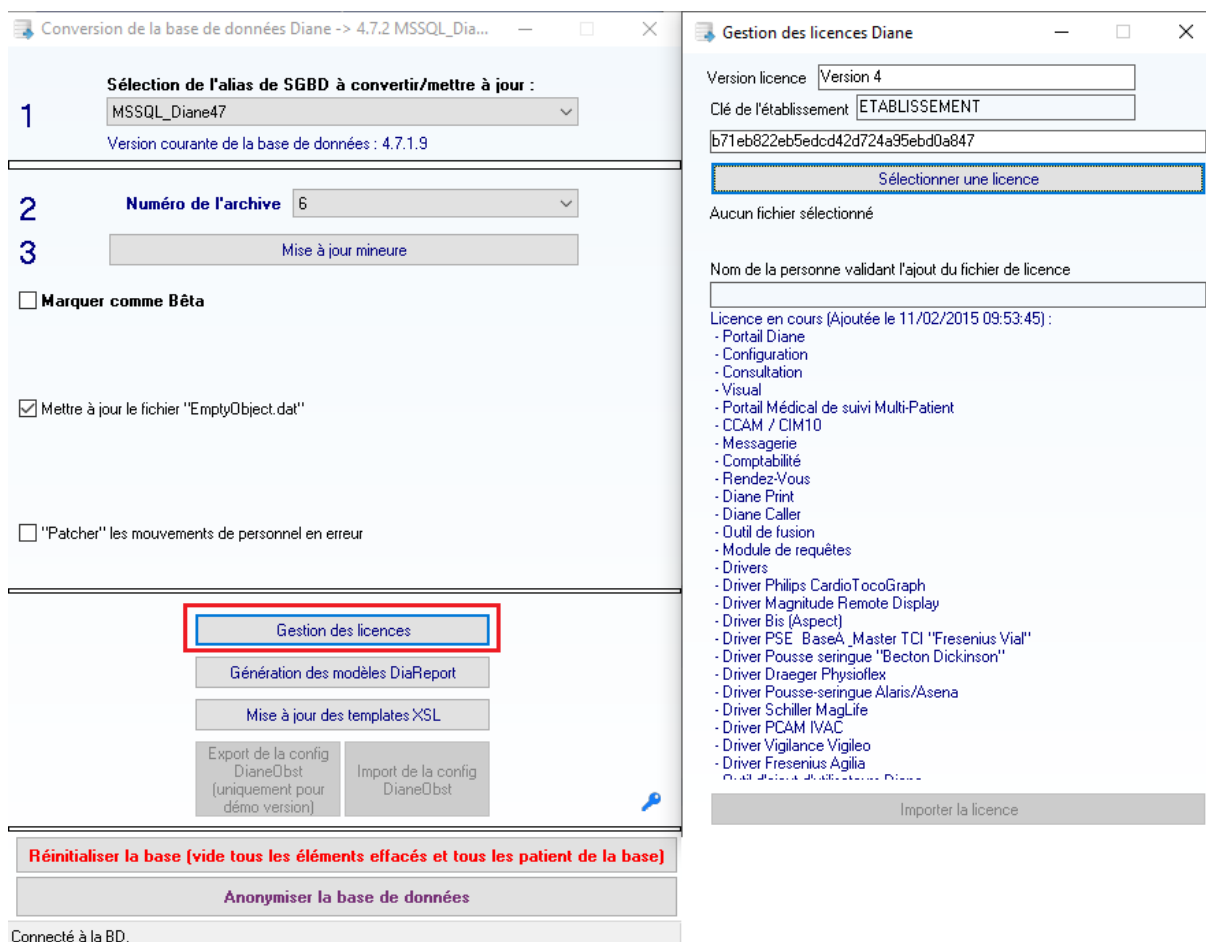 Conversion de la base de données Diane -> 4.7.2 MSSQL_Dia...
Sélection de l'alias de SGBD à convertir/mettre à jour :
1
MSSQL_Diane47
Version courante de la base de données : 4.7.1.9
2
Numéro de l'archive
6
3
Mise à jour mineure
Marquer comme Bêta
Mettre à jour le fichier "EmptyObject.dat"
"Patcher" les mouvements de personnel en erreur
Gestion des licences
Génération des modèles DiaReport
Mise à jour des templates XSL
Export de la config
DianeObst
(uniquement pour
démo version)
Import de la config
DianeObst
Réinitialiser la base (vide tous les éléments effacés et tous les patient de la base)
Anonymiser la base de données
Connecté à la BD.
Gestion des licences Diane
Version licence Version 4
Clé de l'établissement ETABLISSEMENT
b71eb822eb5edcd42d724a95ebd0a847
Sélectionner une licence
Aucun fichier sélectionné
Nom de la personne validant l'ajout du fichier de licence
Licence en cours (Ajoutée le 11/02/2015 09:53:45) :
- Portail Diane
- Configuration
- Consultation
- Visual
- Portail Médical de suivi Multi-Patient
- CCAM / CIM10
- Messagerie
- Comptabilité
- Rendez-Vous
- Diane Print
- Diane Caller
- Outil de fusion
- Module de requêtes
- Drivers
- Driver Philips CardioTocoGraph
- Driver Magnitude Remote Display
- Driver Bis (Aspect)
- Driver PSE BaseA_Master TCI "Fresenius Vial"
- Driver Pousse seringue "Becton Dickinson"
- Driver Draeger Physioflex
- Driver Pousse-seringue Alaris/Asena
- Driver Schiller MagLife
- Driver PCAM IVAC
- Driver Vigilance Vigileo
- Driver Fresenius Agilia
- Outil d'ajout d'utilisateurs Diane
Importer la licence